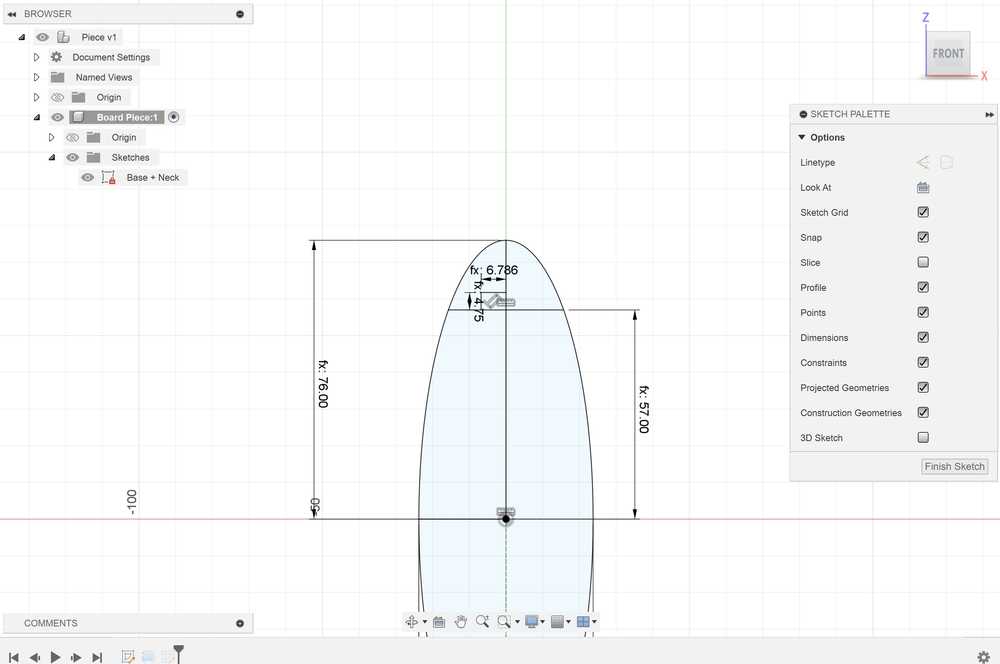 BROWSER
Piece v1
Document Settings
Named Views
Origin
Board Piece:1
Origin
Sketches
Base + Neck
Z
FRONT
X
SKETCH PALETTE
Options
Linetype
Look At
Sketch Grid
Snap
Slice
Profile
Points
Dimensions
Constraints
Projected Geometries
Construction Geometries
3D Sketch
Finish Sketch
fx: 6.786
fx: 4.75
fx: 76.00
fx: 57.00
-100
-50
COMMENTS